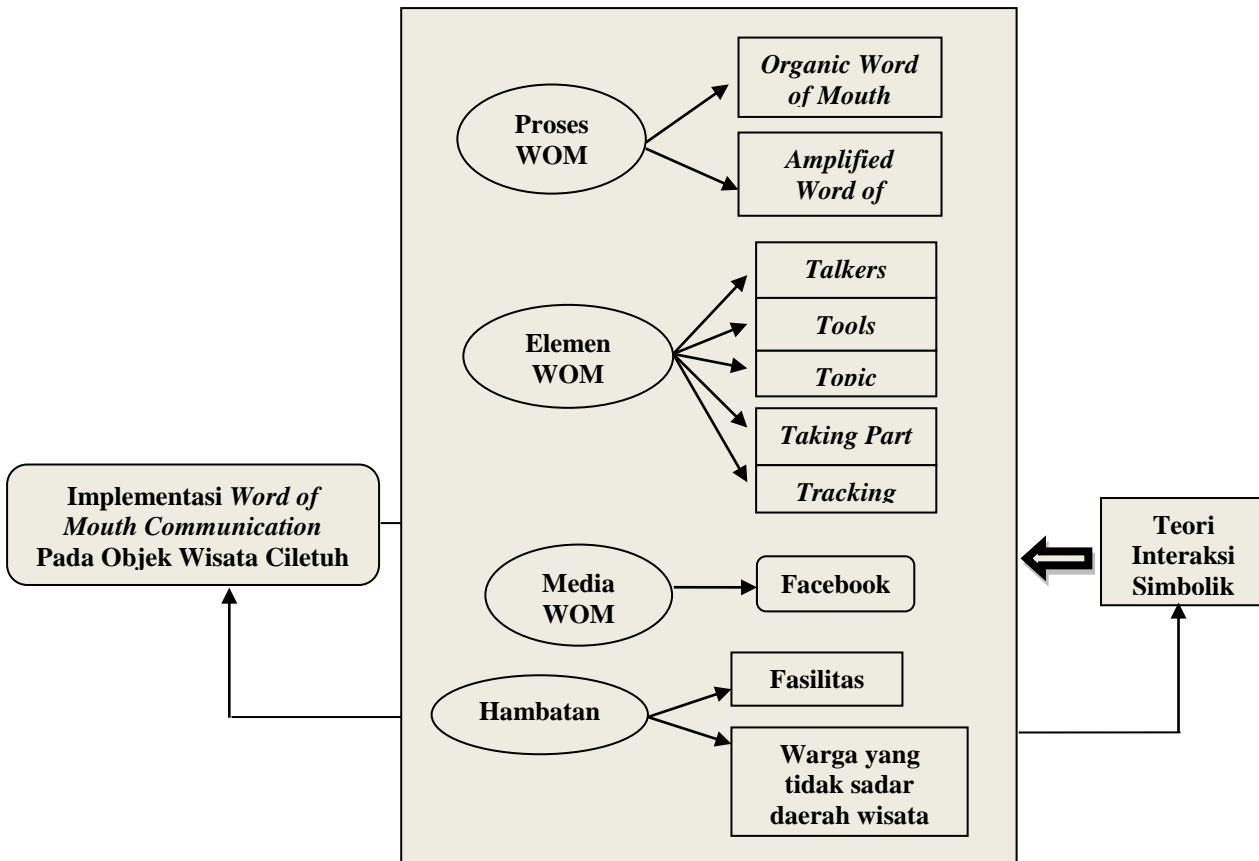 Organic Word
of Mouth
Proses
WOM
Amplified
Word of
Talkers
Tools
Elemen
WOM
Topic
Taking Part
Tracking
Implementasi Word of
Mouth Communication
Pada Objek Wisata Ciletuh
Teori
Interaksi
Simbolik
Media
WOM
Facebook
Hambatan
Fasilitas
Warga yang
tidak sadar
daerah wisata